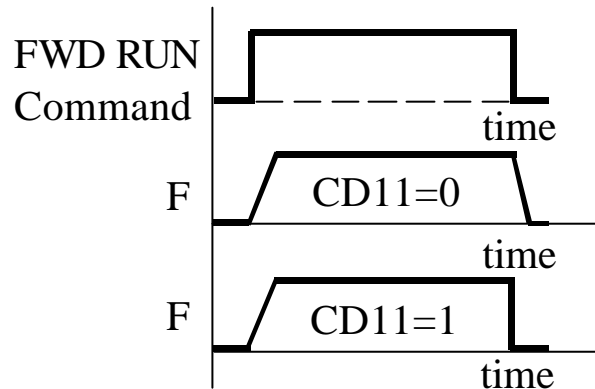 FWD RUN
Command
time
F
CD11=0
time
F
CD11=1
time